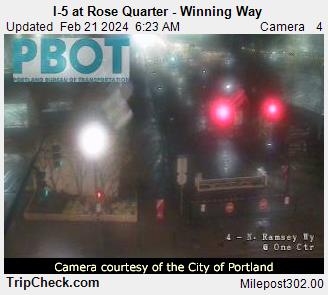 I-5 at Rose Quarter - Winning Way
Updated Feb 21 2024 6:23 AM Camera 4
PBOT
PORTLAND BUREAU OF TRANSPORTATION
4 - N. Ramsey Wy
@ One Ctr
Camera courtesy of the City of Portland
TripCheck.com Milepost302.00